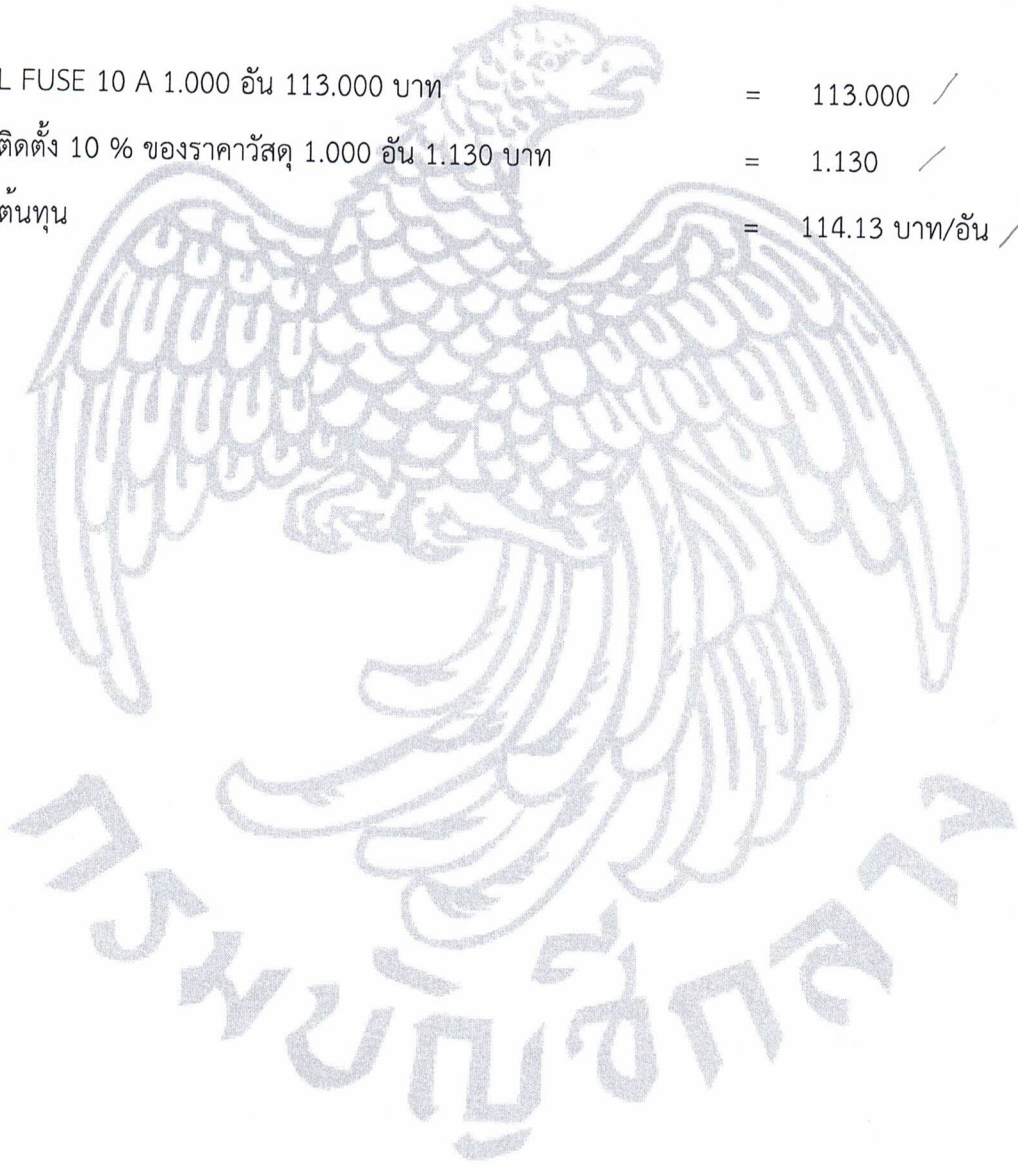 L FUSE 10 A 1.000 อัน 113.000 บาท = 113.000
ติดตั้ง 10 % ของราคาวัสดุ 1.000 อัน 1.130 บาท = 1.130
ต้นทุน = 114.13 บาท/อัน
กรมบัญชีกลาง